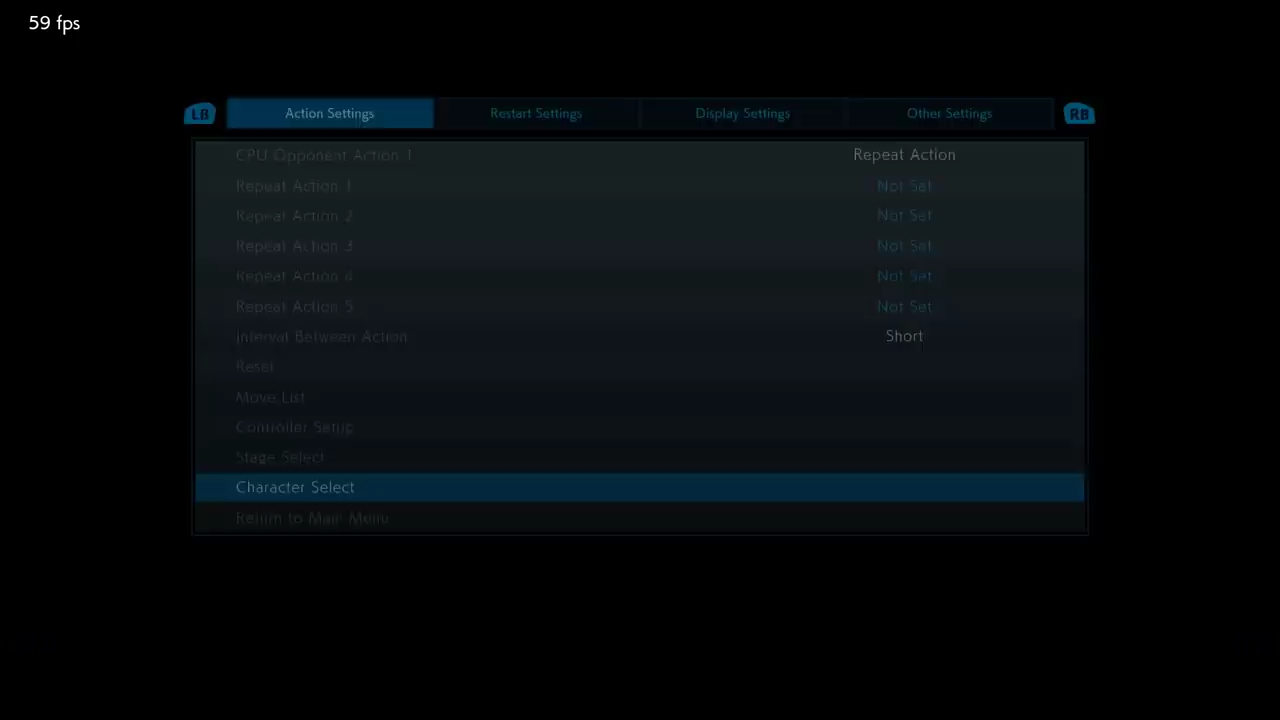 59 fps
LB Action Settings Restart Settings Display Settings Other Settings RB
CPU Opponent Action 1 Repeat Action
Repeat Action 1 Not Set
Repeat Action 2 Not Set
Repeat Action 3 Not Set
Repeat Action 4 Not Set
Repeat Action 5 Not Set
Interval Between Action Short
Reset
Move List
Controller Setup
Stage Select
Character Select
Return to Main Menu